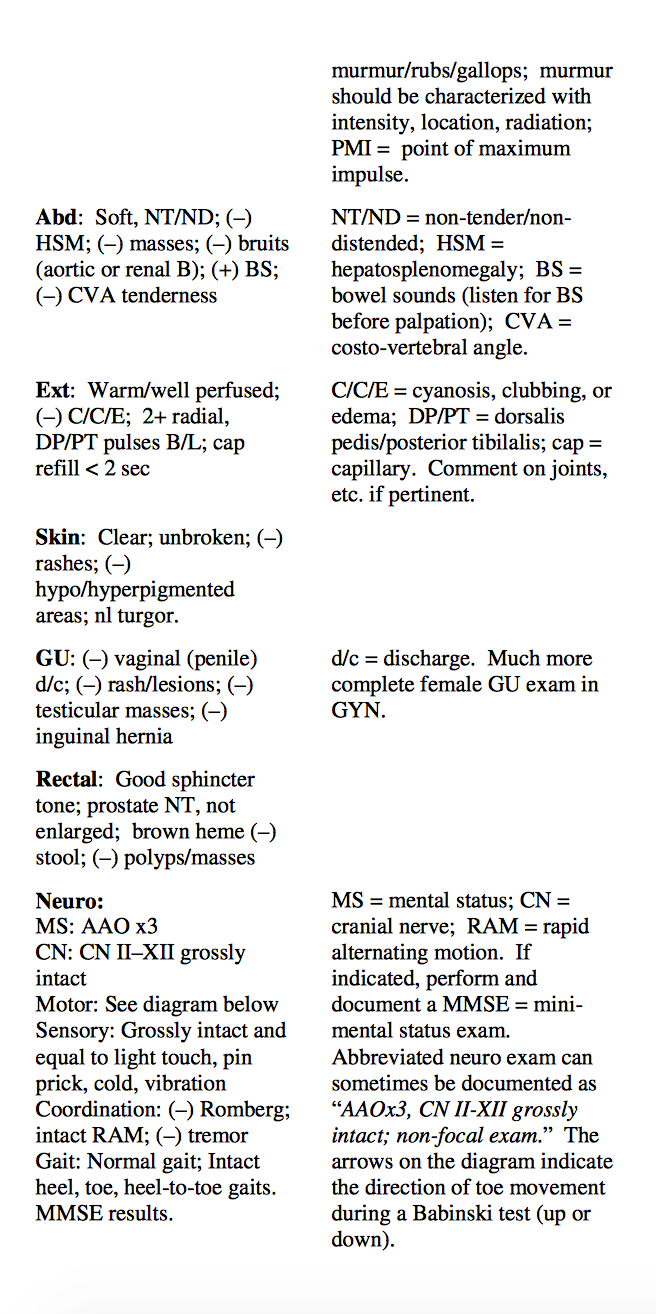 murmur/rubs/gallops;  murmur
should be characterized with
intensity, location, radiation;
PMI =  point of maximum
impulse.
Abd:  Soft, NT/ND; (–)
HSM; (–) masses; (–) bruits
(aortic or renal B); (+) BS;
(–) CVA tenderness
NT/ND = non-tender/non-
distended;  HSM =
hepatosplenomegaly;  BS =
bowel sounds (listen for BS
before palpation);  CVA =
costo-vertebral angle.
Ext:  Warm/well perfused;
(–) C/C/E;  2+ radial,
DP/PT pulses B/L; cap
refill < 2 sec
C/C/E = cyanosis, clubbing, or
edema;  DP/PT = dorsalis
pedis/posterior tibilalis; cap =
capillary.  Comment on joints,
etc. if pertinent.
Skin:  Clear; unbroken; (–)
rashes; (–)
hypo/hyperpigmented
areas; nl turgor.
GU: (–) vaginal (penile)
d/c; (–) rash/lesions; (–)
testicular masses; (–)
inguinal hernia
d/c = discharge.  Much more
complete female GU exam in
GYN.
Rectal:  Good sphincter
tone; prostate NT, not
enlarged;  brown heme (–)
stool; (–) polyps/masses
Neuro:
MS: AAO x3
CN: CN II–XII grossly
intact
Motor: See diagram below
Sensory: Grossly intact and
equal to light touch, pin
prick, cold, vibration
Coordination: (–) Romberg;
intact RAM; (–) tremor
Gait: Normal gait; Intact
heel, toe, heel-to-toe gaits.
MMSE results.
MS = mental status; CN =
cranial nerve;  RAM = rapid
alternating motion.  If
indicated, perform and
document a MMSE = mini-
mental status exam.
Abbreviated neuro exam can
sometimes be documented as
“AAOx3, CN II-XII grossly
intact; non-focal exam.”  The
arrows on the diagram indicate
the direction of toe movement
during a Babinski test (up or
down).